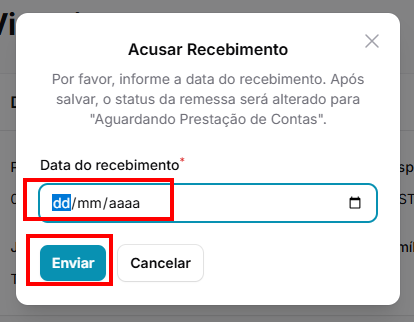 Acusar Recebimento
Por favor, informe a data do recebimento. Após
salvar, o status da remessa será alterado para
"Aguardando Prestação de Contas".
Data do recebimento*
dd/mm/aaaa
Enviar
Cancelar